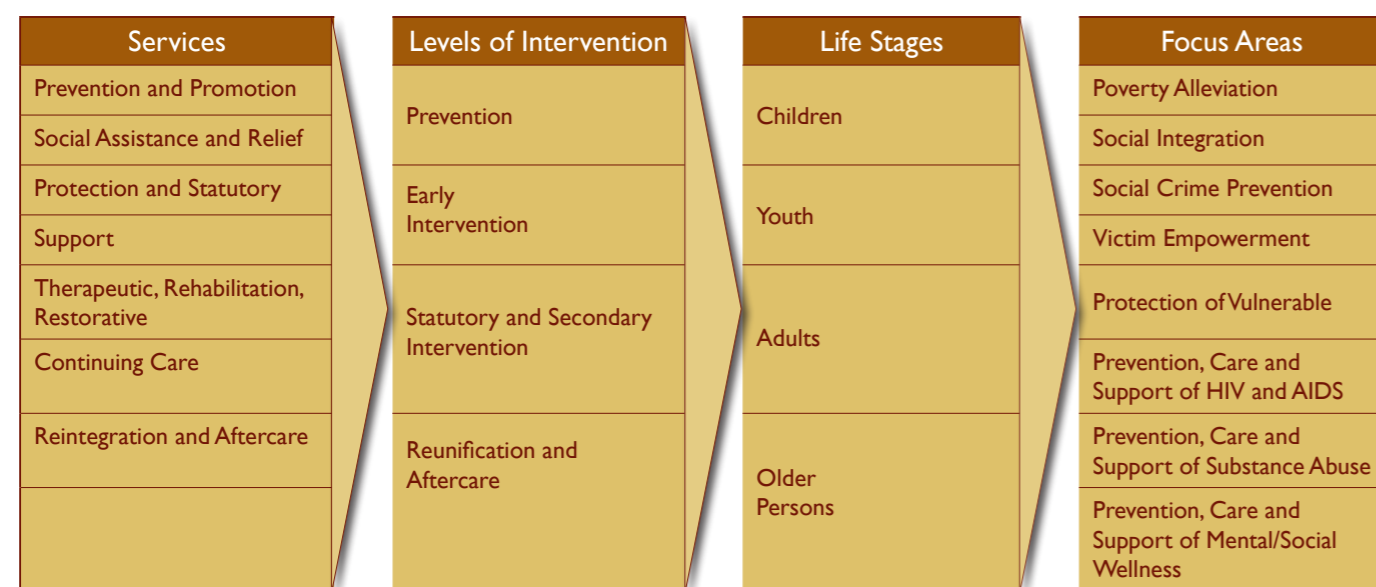 Services
Prevention and Promotion
Social Assistance and Relief
Protection and Statutory
Support
Therapeutic, Rehabilitation,
Restorative
Continuing Care
Reintegration and Aftercare
Levels of Intervention
Prevention
Early
Intervention
Statutory and Secondary
Intervention
Reunification and
Aftercare
Life Stages
Children
Youth
Adults
Older
Persons
Focus Areas
Poverty Alleviation
Social Integration
Social Crime Prevention
Victim Empowerment
Protection of Vulnerable
Prevention, Care and
Support of HIV and AIDS
Prevention, Care and
Support of Substance Abuse
Prevention, Care and
Support of Mental/Social
Wellness